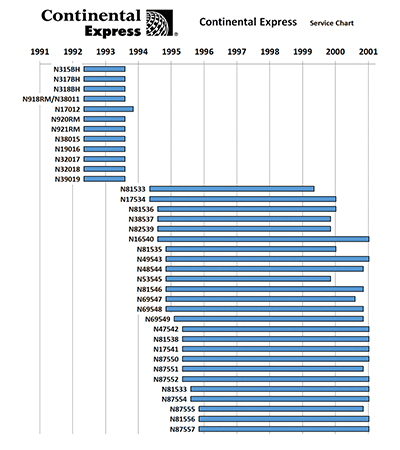 Continental
Express
Continental Express Service Chart
1991 1992 1993 1994 1995 1996 1997 1998 1999 2000 2001
N315BH
N317BH
N318BH
N918RM/N38011
N17012
N920RM
N921RM
N38015
N19016
N32017
N32018
N39019
N81533
N17534
N81536
N38537
N82539
N16540
N81535
N49543
N48544
N53545
N81546
N69547
N69548
N69549
N47542
N81538
N17541
N87550
N87551
N87552
N81533
N87554
N87555
N81556
N87557